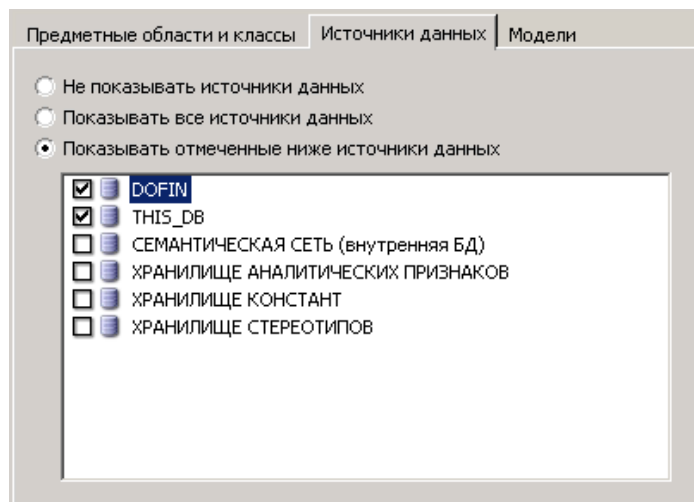 Предметные области и классы Источники данных Модели
Не показывать источники данных
Показывать все источники данных
Показывать отмеченные ниже источники данных
DOFIN
THIS_DB
СЕМАНТИЧЕСКАЯ СЕТЬ (внутренняя БД)
ХРАНИЛИЩЕ АНАЛИТИЧЕСКИХ ПРИЗНАКОВ
ХРАНИЛИЩЕ КОНСТАНТ
ХРАНИЛИЩЕ СТЕРЕОТИПОВ